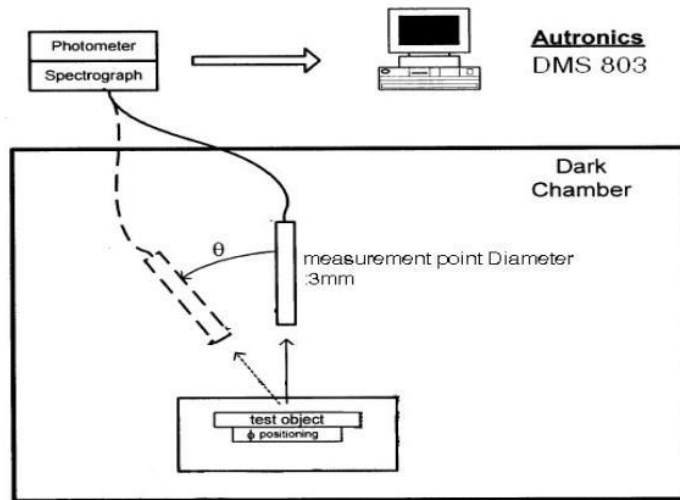 Photometer
Spectrograph
Autronics
DMS 803
Dark
Chamber
θ
measurement point Diameter
:3mm
test object
ϕ positioning